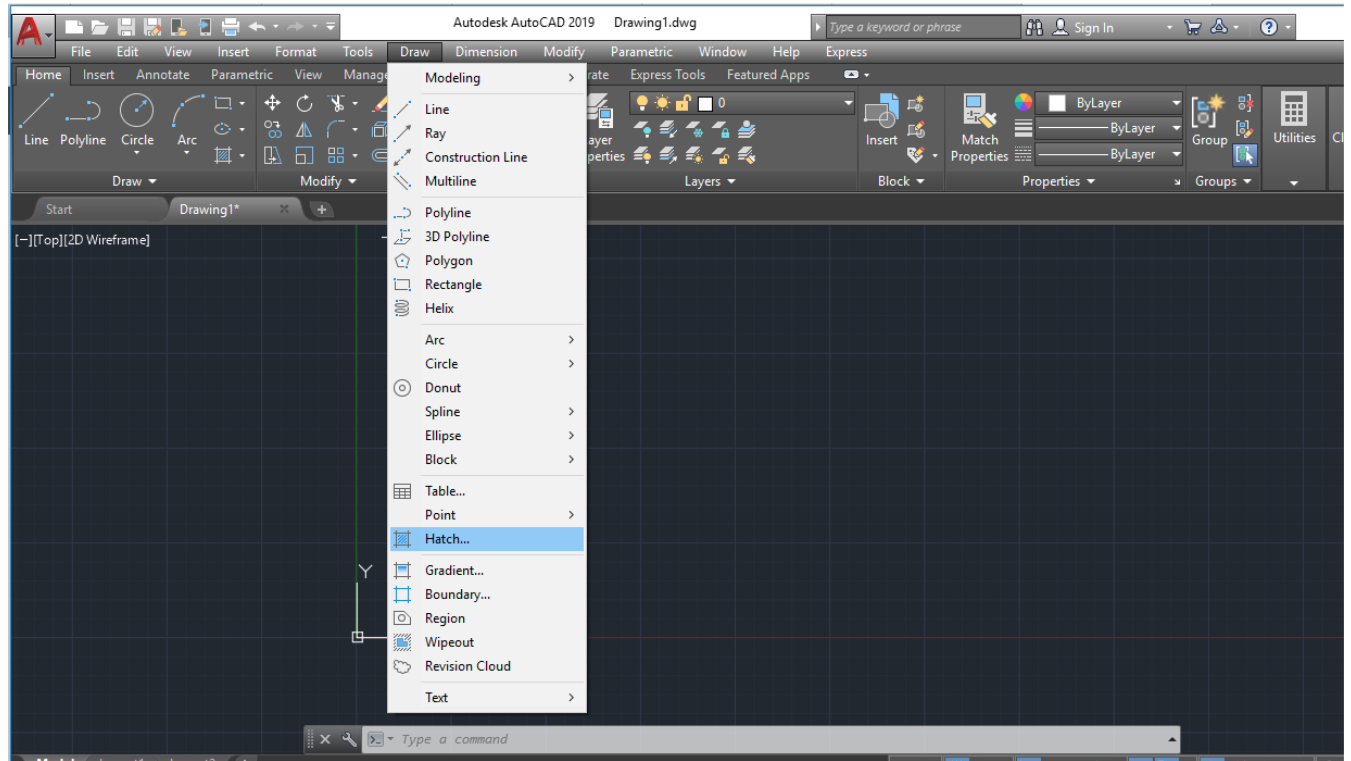 Autodesk AutoCAD 2019 Drawing1.dwg Type a keyword or phrase Sign In
File Edit View Insert Format Tools Draw Dimension Modify Parametric Window Help Express
Home Insert Annotate Parametric View Manage rate Express Tools Featured Apps
Line Polyline Circle Arc
Draw Modify
ayer
perties
0
Layers
Insert
Block
Match
Properties
ByLayer
ByLayer
ByLayer
Properties
Group
Groups
Utilities
Cl
Start Drawing1* +
[−][Top][2D Wireframe]
Modeling
Line
Ray
Construction Line
Multiline
Polyline
3D Polyline
Polygon
Rectangle
Helix
Arc
Circle
Donut
Spline
Ellipse
Block
Table...
Point
Hatch...
Gradient...
Boundary...
Region
Wipeout
Revision Cloud
Text
Y
Type a command